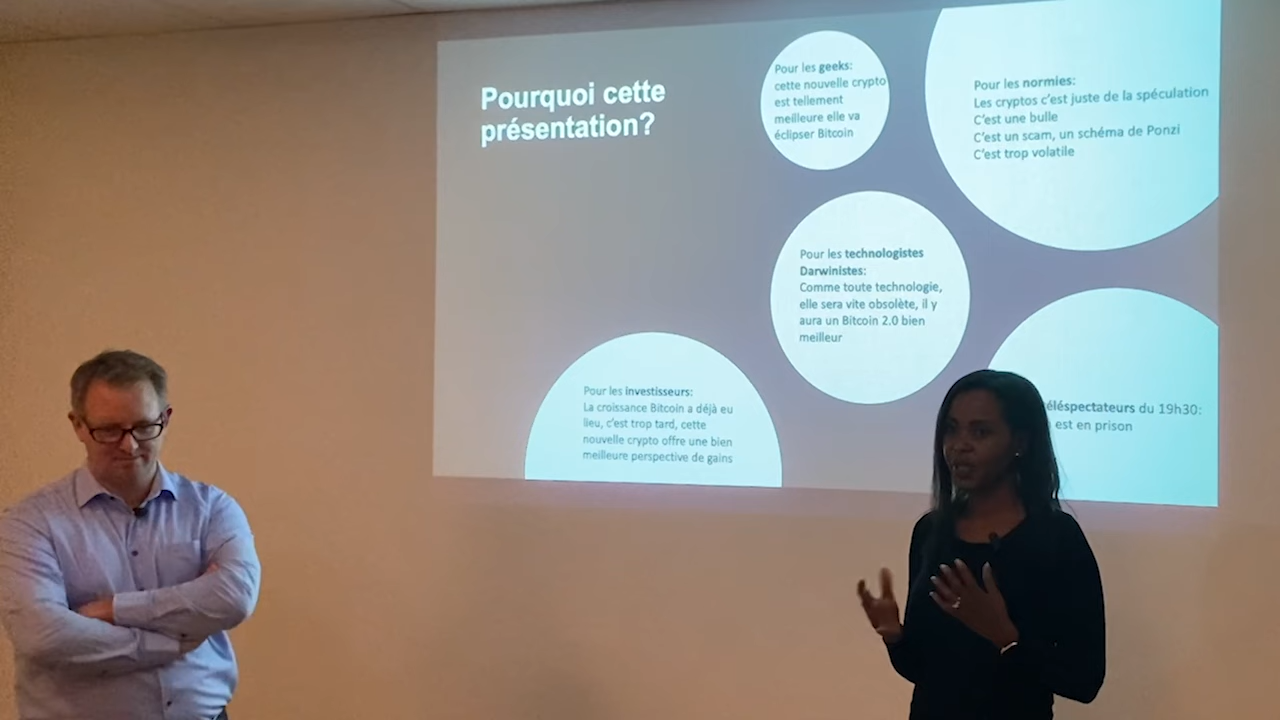 Pourquoi cette
présentation?
Pour les geeks:
cette nouvelle crypto
est tellement
meilleure elle va
éclipser Bitcoin
Pour les normies:
Les cryptos c'est juste de la spéculation
C'est une bulle
C'est un scam, un schéma de Ponzi
C'est trop volatile
Pour les technologistes
Darwinistes:
Comme toute technologie,
elle sera vite obsolète, il y
aura un Bitcoin 2.0 bien
meilleur
Pour les investisseurs:
La croissance Bitcoin a déjà eu
lieu, c'est trop tard, cette
nouvelle crypto offre une bien
meilleure perspective de gains
éléspectateurs du 19h30:
est en prison